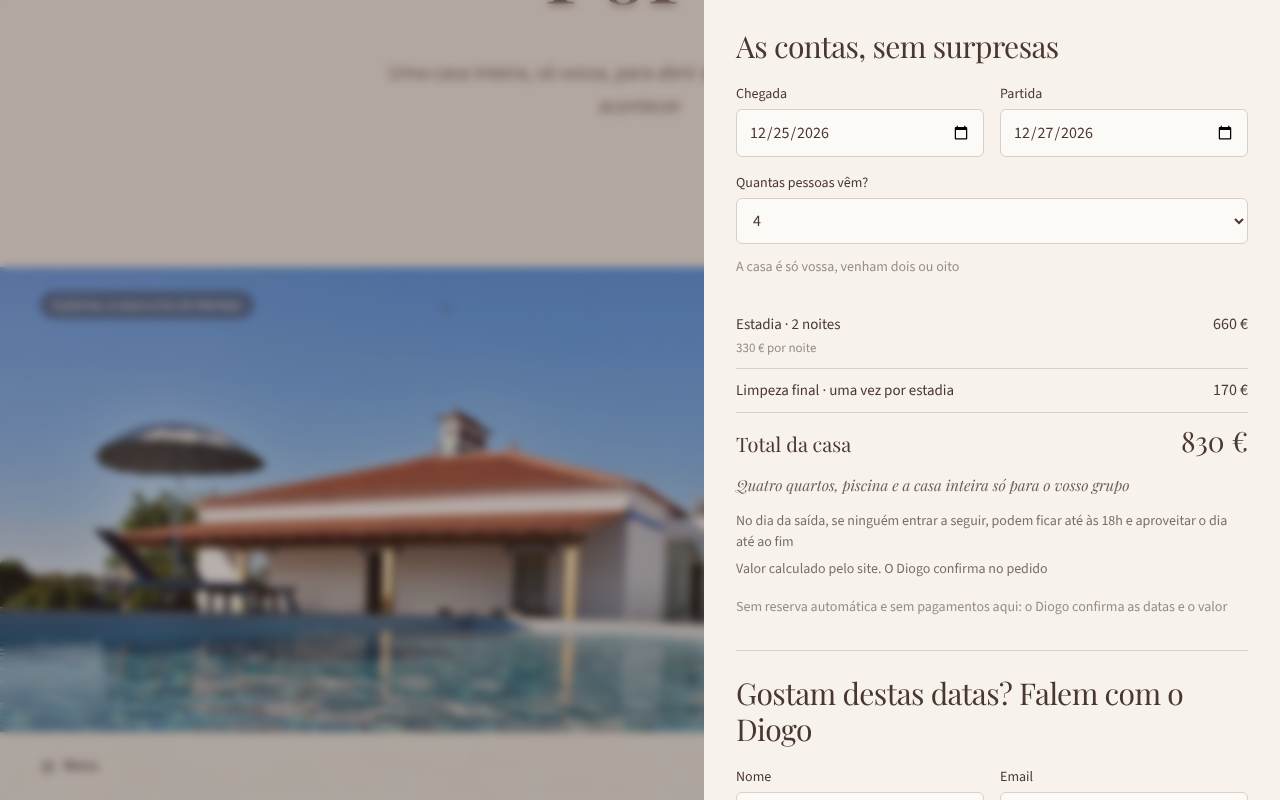 As contas, sem surpresas
Chegada
Partida
12/25/2026
12/27/2026
Quantas pessoas vêm?
4
A casa é só vossa, venham dois ou oito
Estadia · 2 noites
660 €
330 € por noite
Limpeza final · uma vez por estadia
170 €
Total da casa
830 €
Quatro quartos, piscina e a casa inteira só para o vosso grupo
No dia da saída, se ninguém entrar a seguir, podem ficar até às 18h e aproveitar o dia
até ao fim
Valor calculado pelo site. O Diogo confirma no pedido
Sem reserva automática e sem pagamentos aqui: o Diogo confirma as datas e o valor
Gostam destas datas? Falem com o
Diogo
Nome
Email